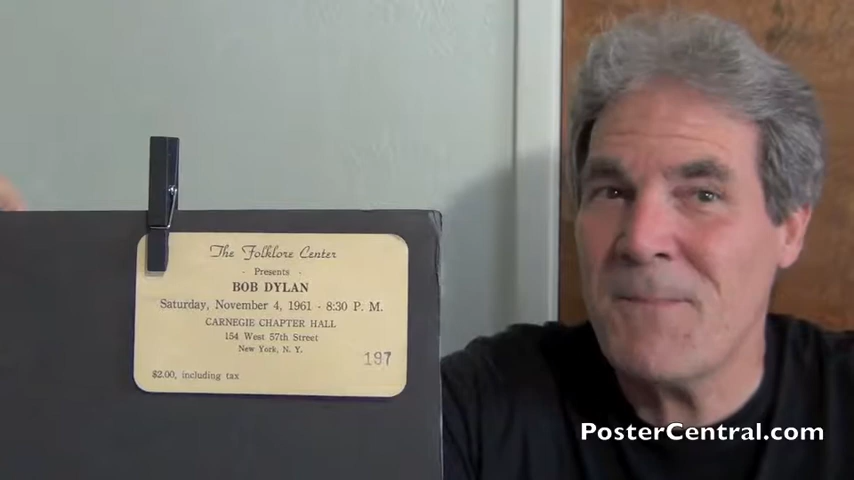 The Folklore Center
· Presents ·
BOB DYLAN
Saturday, November 4, 1961 - 8:30 P. M.
CARNEGIE CHAPTER HALL
154 West 57th Street
New York, N. Y.
197
$2.00, including tax
PosterCentral.com